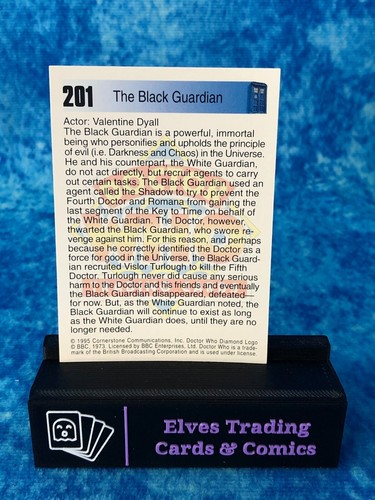 201 The Black Guardian
Actor: Valentine Dyall
The Black Guardian is a powerful, immortal
being who personifies and upholds the principle
of evil (i.e. Darkness and Chaos) in the Universe.
He and his counterpart, the White Guardian,
do not act directly, but recruit agents to carry
out certain tasks. The Black Guardian used an
agent called the Shadow to try to prevent the
Fourth Doctor and Romana from gaining the
last segment of the Key to Time on behalf of
the White Guardian. The Doctor, however,
thwarted the Black Guardian, who swore re-
venge against him. For this reason, and perhaps
because he correctly identified the Doctor as a
force for good in the Universe, the Black Guard-
ian recruited Vislor Turlough to kill the Fifth
Doctor. Turlough never did cause any serious
harm to the Doctor and his friends and eventually
the Black Guardian disappeared, defeated—
for now. But, as the White Guardian noted, the
Black Guardian will continue to exist as long
as the White Guardian does, until they are no
longer needed.
© 1995 Cornerstone Communications, Inc. Doctor Who Diamond Logo
© BBC, 1973. Licensed by BBC Enterprises, Ltd. Doctor Who is a trade-
mark of the British Broadcasting Corporation and is used under license
Elves Trading
Cards & Comics